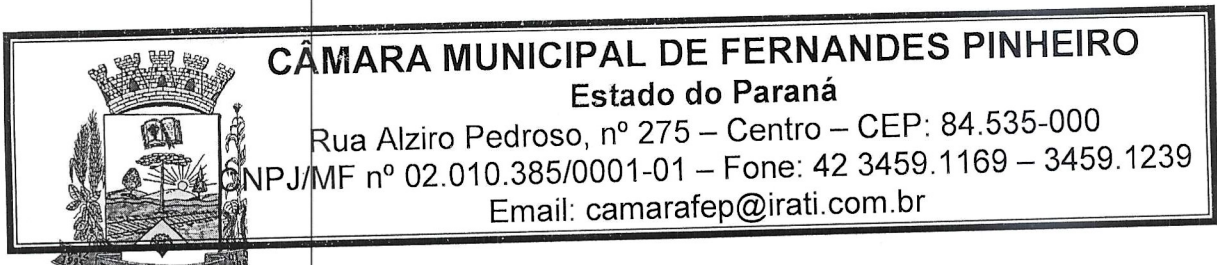 CÂMARA MUNICIPAL DE FERNANDES PINHEIRO
Estado do Paraná
Rua Alziro Pedroso, nº 275 – Centro – CEP: 84.535-000
CNPJ/MF nº 02.010.385/0001-01 – Fone: 42 3459.1169 – 3459.1239
Email: camarafep@irati.com.br